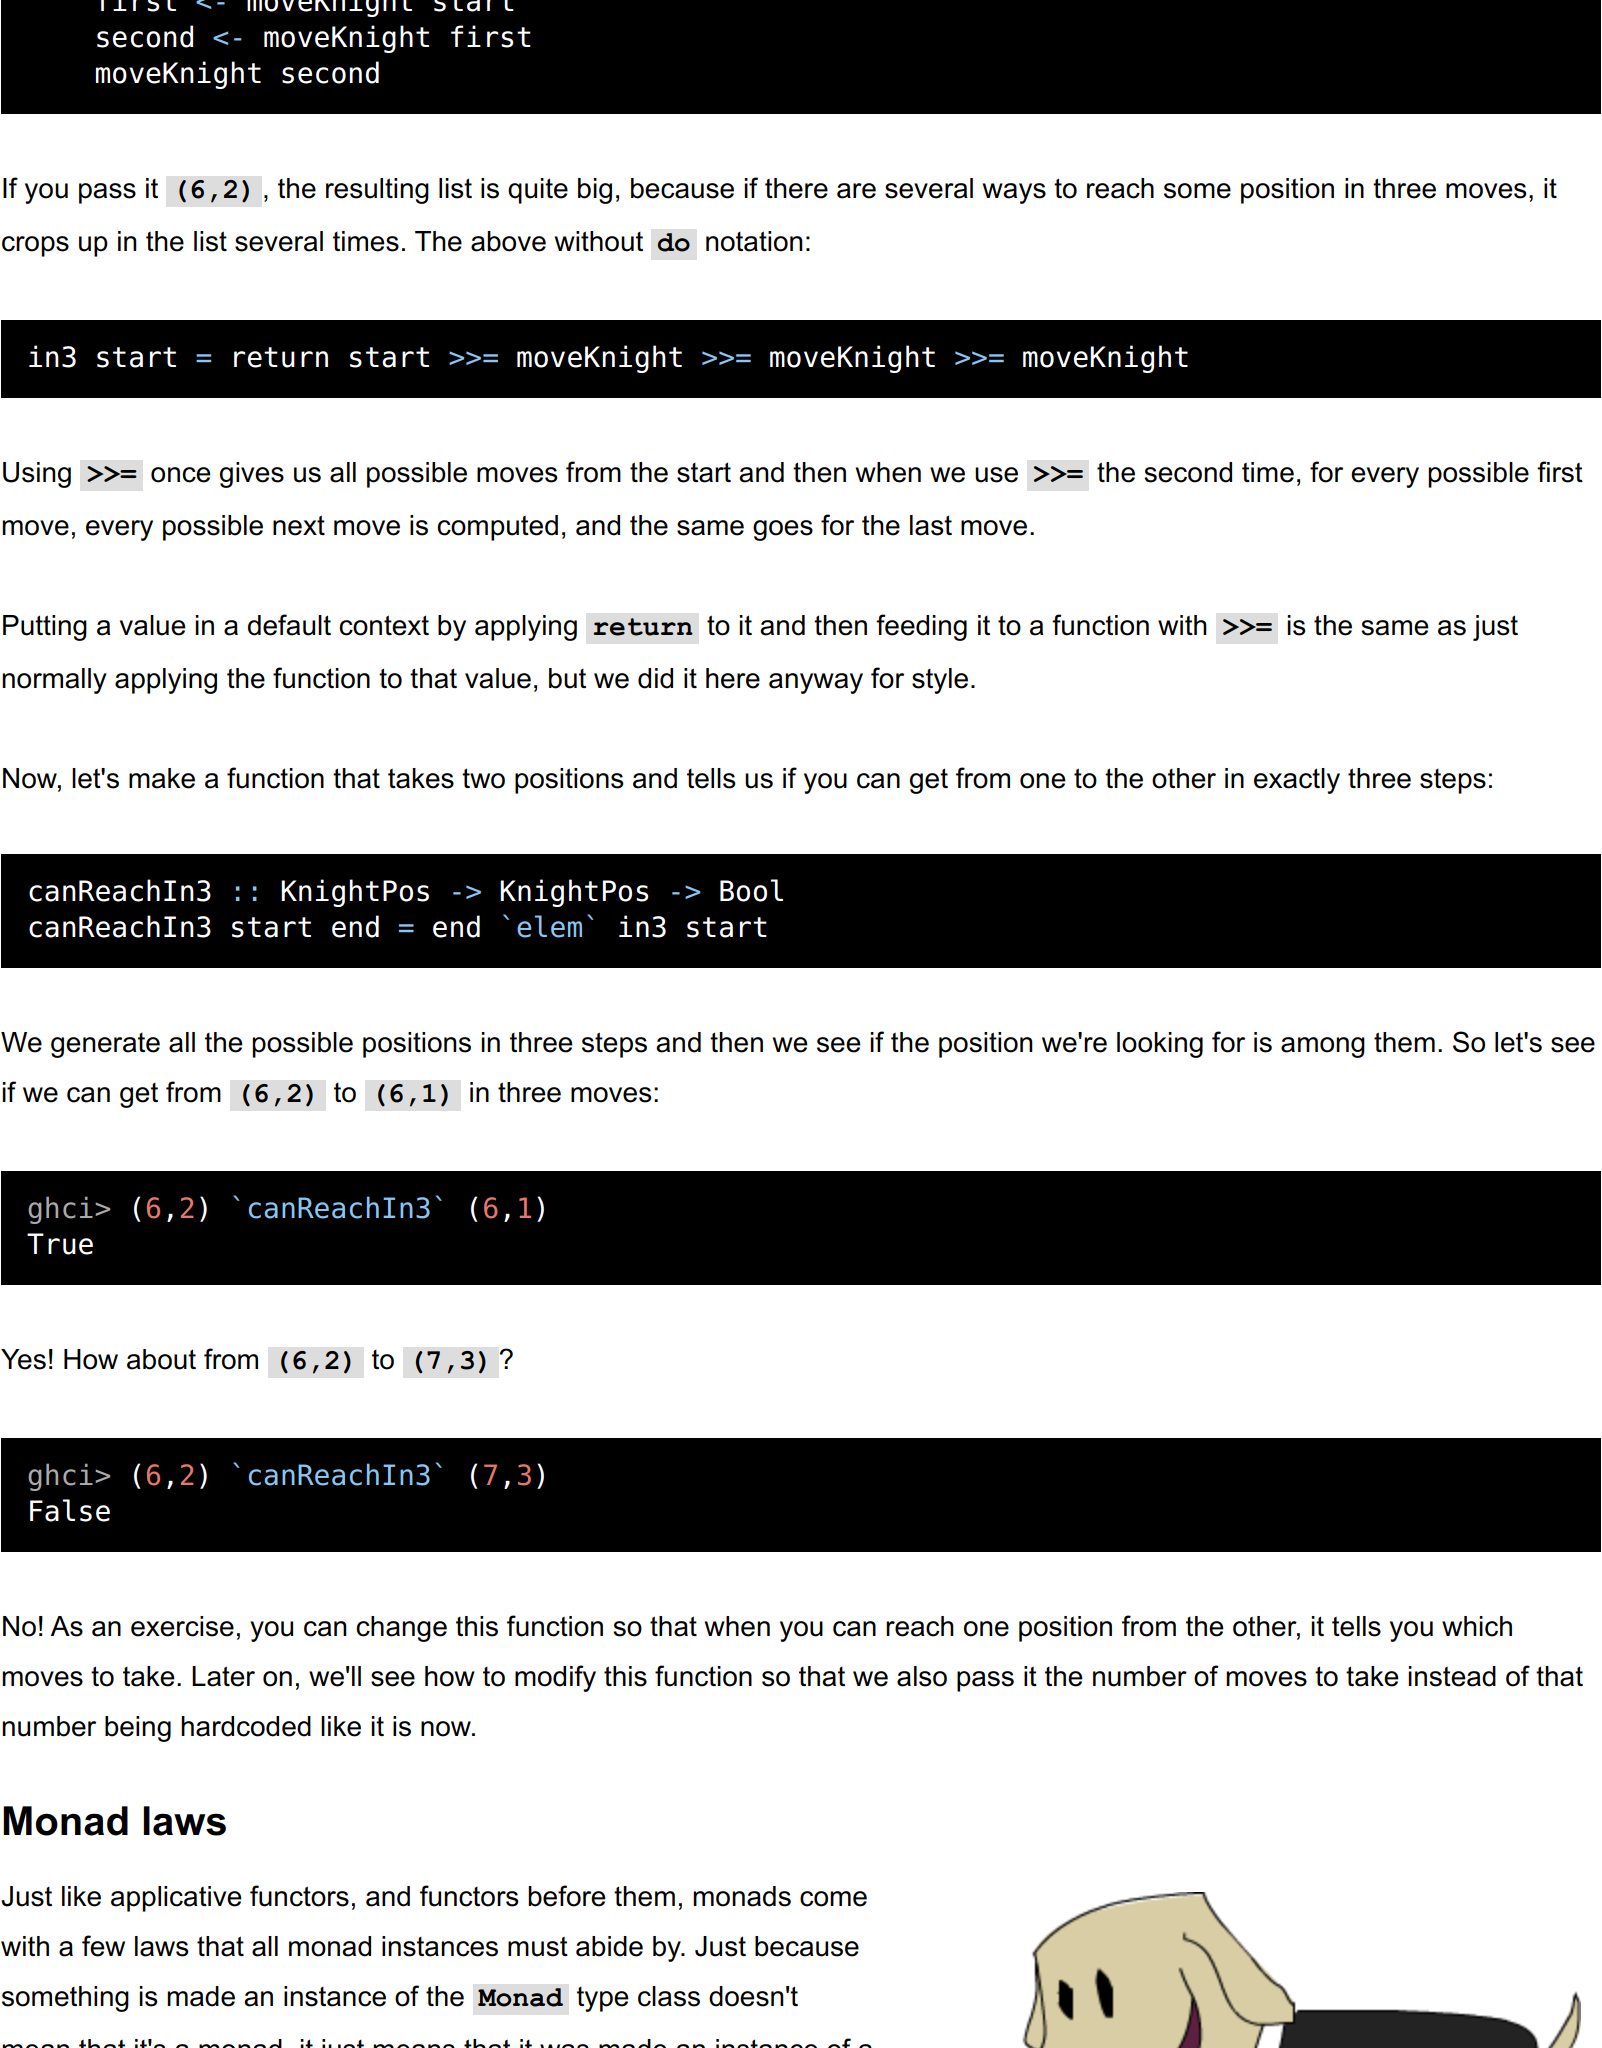 first <- moveKnight start
second <- moveKnight first
moveKnight second
If you pass it (6,2), the resulting list is quite big, because if there are several ways to reach some position in three moves, it
crops up in the list several times. The above without do notation:
in3 start = return start >>= moveKnight >>= moveKnight >>= moveKnight
Using >>= once gives us all possible moves from the start and then when we use >>= the second time, for every possible first
move, every possible next move is computed, and the same goes for the last move.
Putting a value in a default context by applying return to it and then feeding it to a function with >>= is the same as just
normally applying the function to that value, but we did it here anyway for style.
Now, let's make a function that takes two positions and tells us if you can get from one to the other in exactly three steps:
canReachIn3 :: KnightPos -> KnightPos -> Bool
canReachIn3 start end = end `elem` in3 start
We generate all the possible positions in three steps and then we see if the position we're looking for is among them. So let's see
if we can get from (6,2) to (6,1) in three moves:
ghci> (6,2) `canReachIn3` (6,1)
True
Yes! How about from (6,2) to (7,3)?
ghci> (6,2) `canReachIn3` (7,3)
False
No! As an exercise, you can change this function so that when you can reach one position from the other, it tells you which
moves to take. Later on, we'll see how to modify this function so that we also pass it the number of moves to take instead of that
number being hardcoded like it is now.
Monad laws
Just like applicative functors, and functors before them, monads come
with a few laws that all monad instances must abide by. Just because
something is made an instance of the Monad type class doesn't
mean that it's a monad, it just means that it was made an instance of a